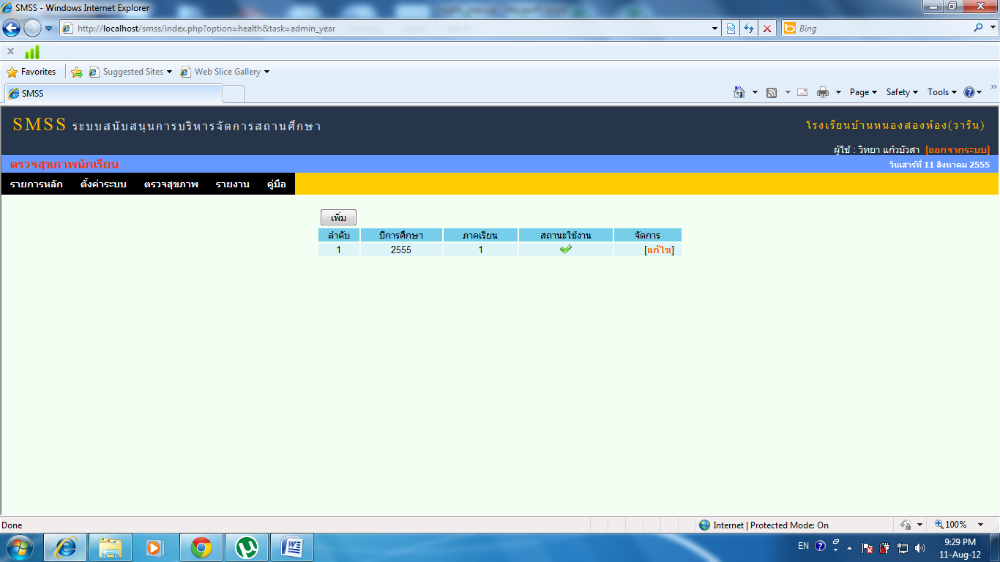 SMSS - Windows Internet Explorer
http://localhost/smss/index.php?option=health&task=admin_year
Bing
x
Favorites Suggested Sites Web Slice Gallery
SMSS Page Safety Tools
SMSS ระบบสนับสนุนการบริหารจัดการสถานศึกษา โรงเรียนบ้านหนองสองห้อง(วาริน)
ผู้ใช้ : วิทยา แก้วบัวสา [ออกจากระบบ]
ตรวจสุขภาพนักเรียน วันเสาร์ที่ 11 สิงหาคม 2555
รายการหลัก ตั้งค่าระบบ ตรวจสุขภาพ รายงาน คู่มือ
เพิ่ม
ลำดับ ปีการศึกษา ภาคเรียน สถานะใช้งาน จัดการ
1 2555 1 [แก้ไข]
Done Internet | Protected Mode: On 100%
EN 9:29 PM
11-Aug-12